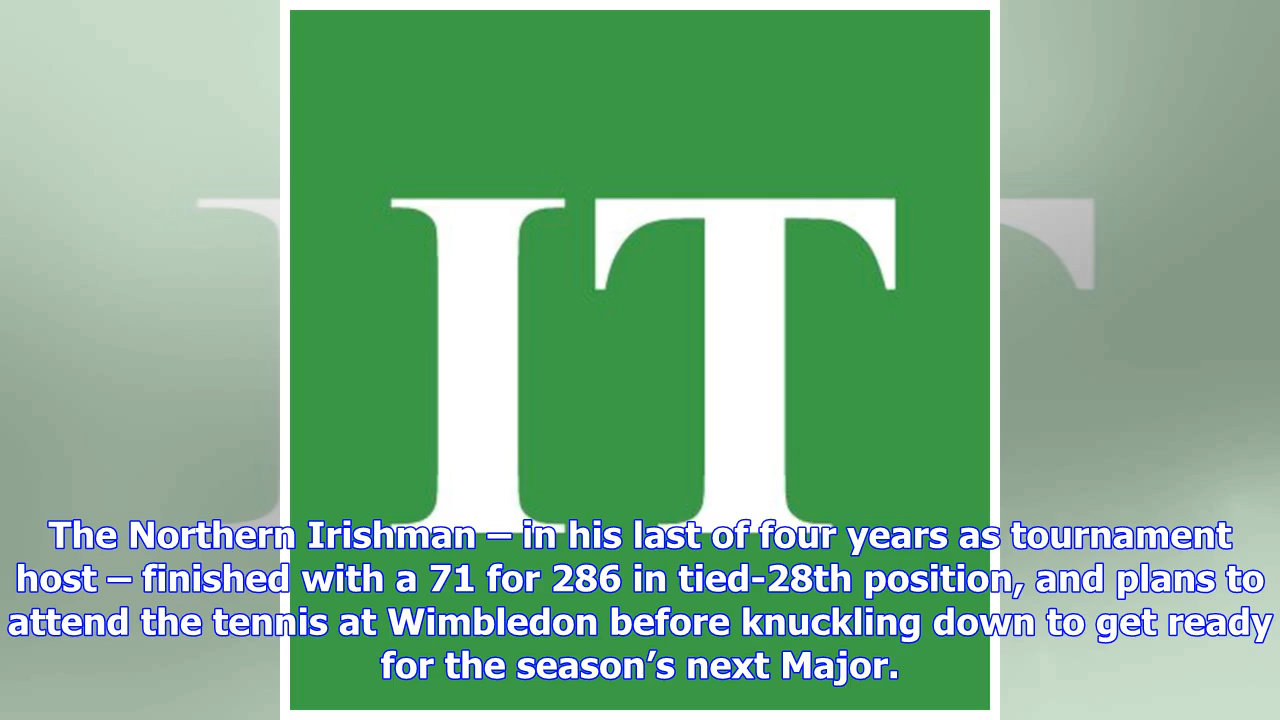 IT
The Northern Irishman – in his last of four years as tournament
host – finished with a 71 for 286 in tied-28th position, and plans to
attend the tennis at Wimbledon before knuckling down to get ready
for the season’s next Major.